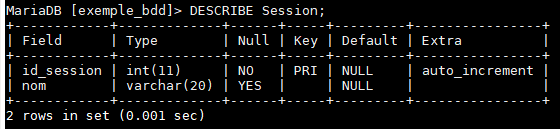 MariaDB [exemple_bdd]> DESCRIBE Session;
+------------+-------------+------+-----+---------+----------------+
| Field      | Type        | Null | Key | Default | Extra          |
+------------+-------------+------+-----+---------+----------------+
| id_session | int(11)     | NO   | PRI | NULL    | auto_increment |
| nom        | varchar(20) | YES  |     | NULL    |                |
+------------+-------------+------+-----+---------+----------------+
2 rows in set (0.001 sec)